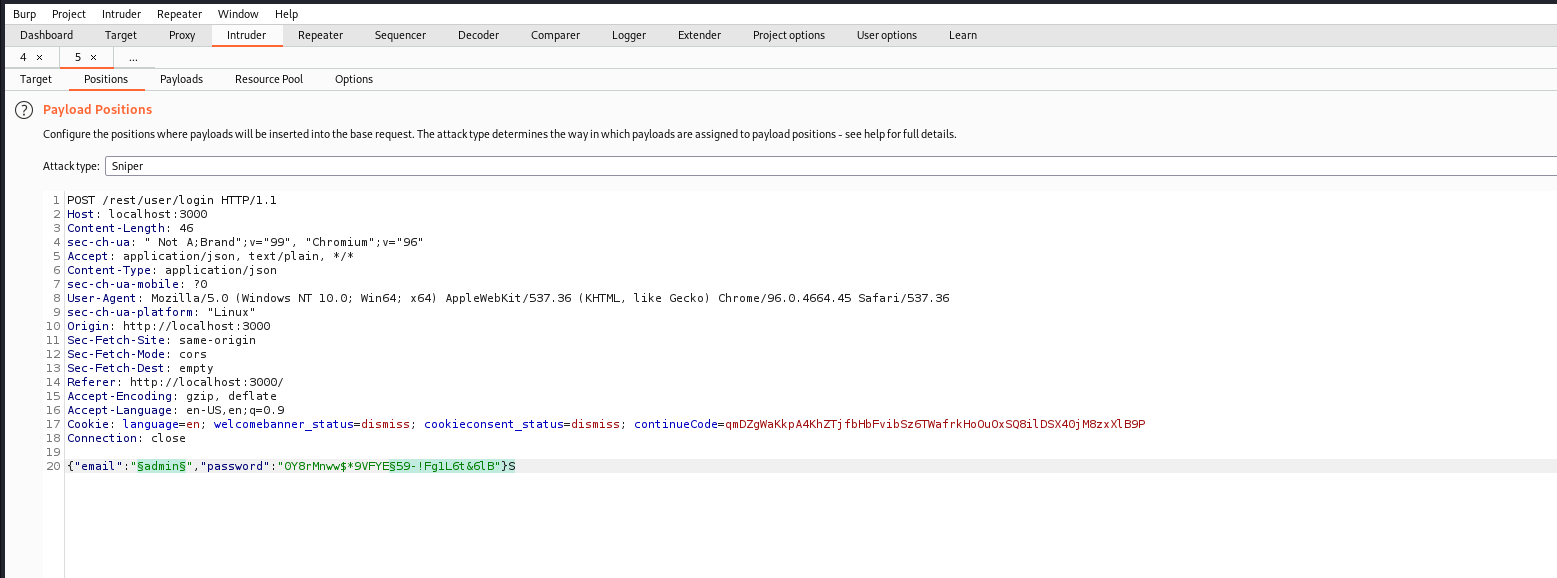 Burp Project Intruder Repeater Window Help
Dashboard Target Proxy Intruder Repeater Sequencer Decoder Comparer Logger Extender Project options User options Learn
4 × 5 × ...
Target Positions Payloads Resource Pool Options
? Payload Positions
Configure the positions where payloads will be inserted into the base request. The attack type determines the way in which payloads are assigned to payload positions - see help for full details.
Attack type: Sniper
1 POST /rest/user/login HTTP/1.1
2 Host: localhost:3000
3 Content-Length: 46
4 sec-ch-ua: " Not A;Brand";v="99", "Chromium";v="96"
5 Accept: application/json, text/plain, */*
6 Content-Type: application/json
7 sec-ch-ua-mobile: ?0
8 User-Agent: Mozilla/5.0 (Windows NT 10.0; Win64; x64) AppleWebKit/537.36 (KHTML, like Gecko) Chrome/96.0.4664.45 Safari/537.36
9 sec-ch-ua-platform: "Linux"
10 Origin: http://localhost:3000
11 Sec-Fetch-Site: same-origin
12 Sec-Fetch-Mode: cors
13 Sec-Fetch-Dest: empty
14 Referer: http://localhost:3000/
15 Accept-Encoding: gzip, deflate
16 Accept-Language: en-US,en;q=0.9
17 Cookie: language=en; welcomebanner_status=dismiss; cookieconsent_status=dismiss; continueCode=qmDZgWaKkpA4KhZTjfbHbFvibSz6TWafrkHoOuOxSQ8ilDSX4OjM8zxXlB9P
18 Connection: close
19
20 {"email":"§admin§","password":"0Y8rMnww$*9VFYE§59-!Fg1L6t&6lB"}§